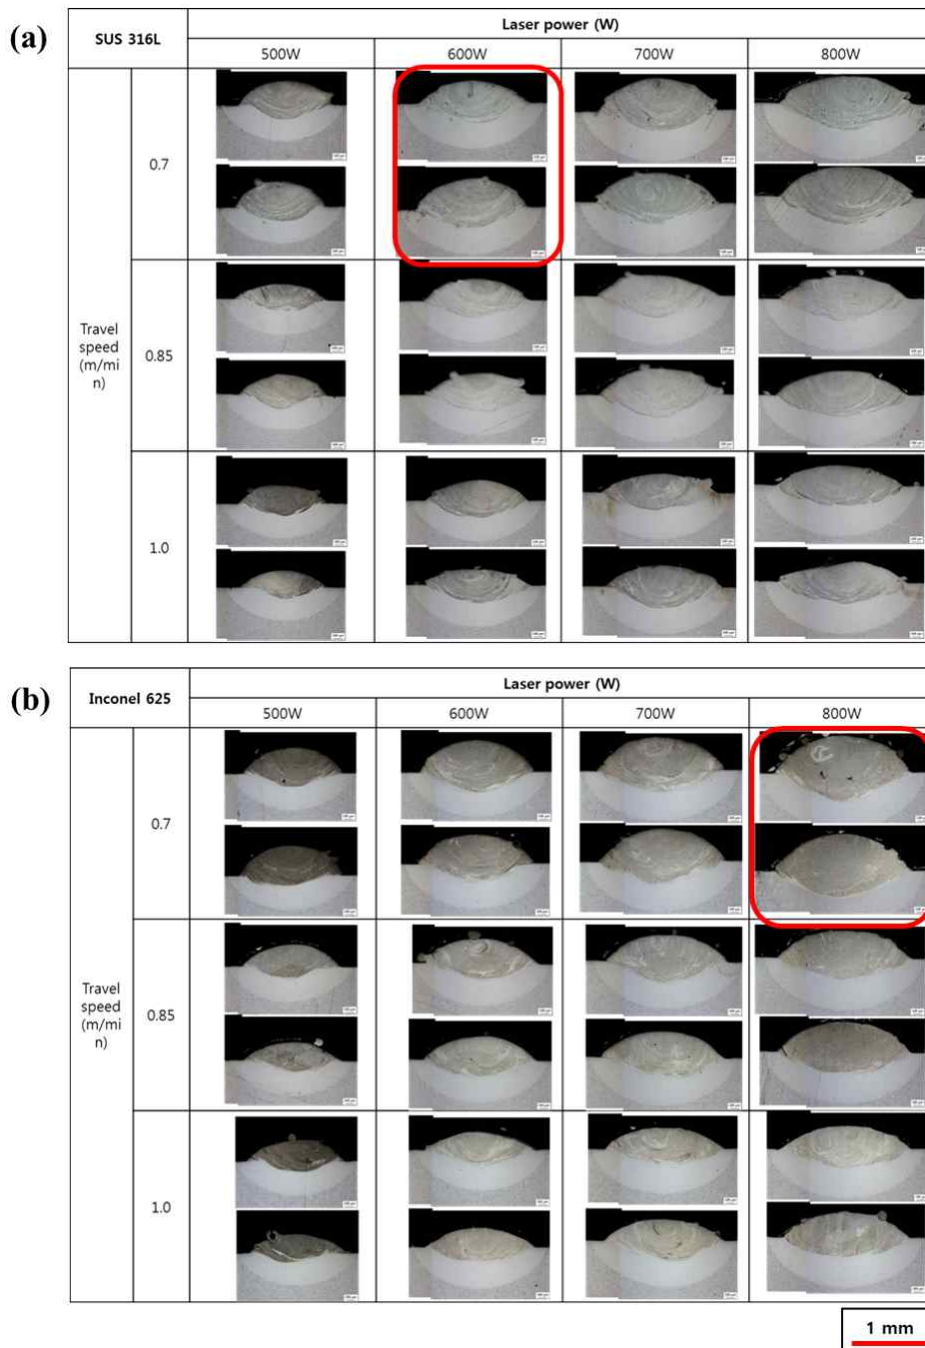 (a)
SUS 316L
Laser power (W)
500W 600W 700W 800W
Travel
speed
(m/mi
n)
0.7
0.85
1.0
(b)
Inconel 625
Laser power (W)
500W 600W 700W 800W
Travel
speed
(m/mi
n)
0.7
0.85
1.0
1 mm